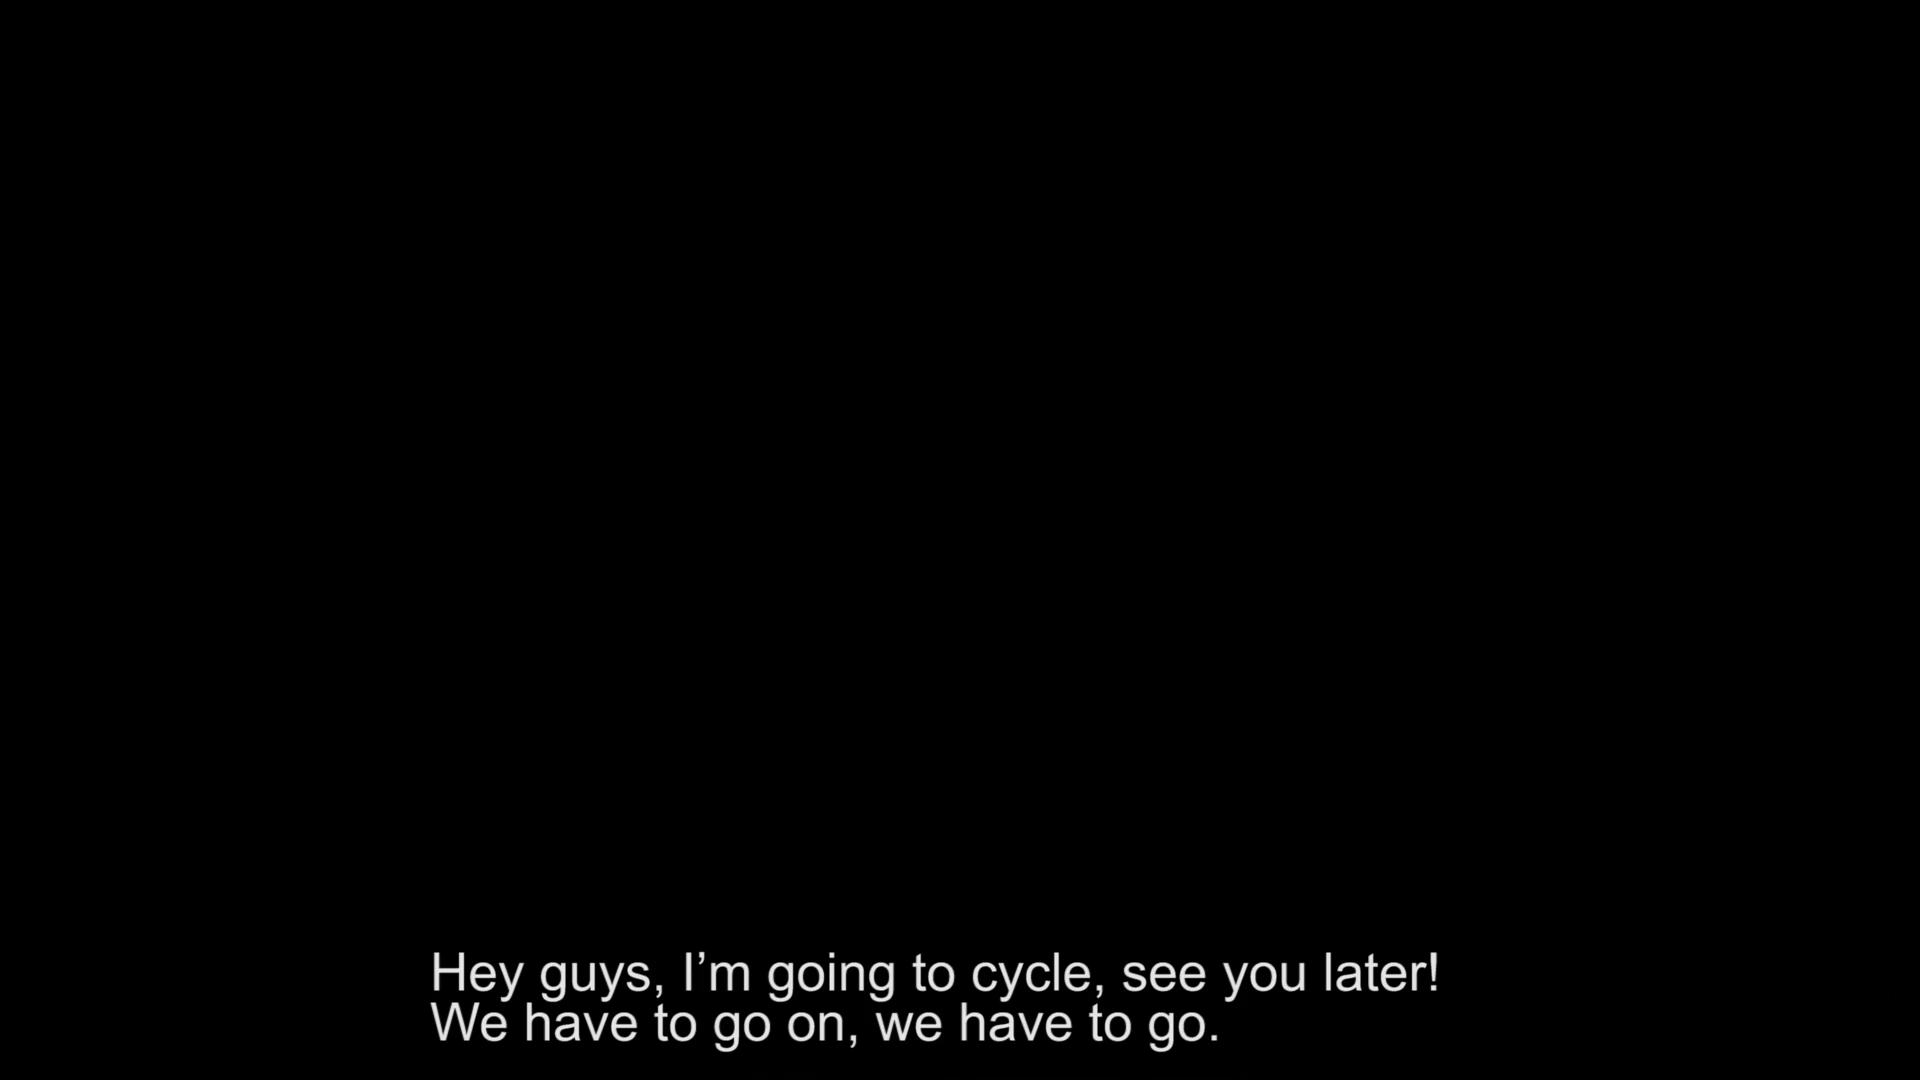 Hey guys, I’m going to cycle, see you later!
We have to go on, we have to go.